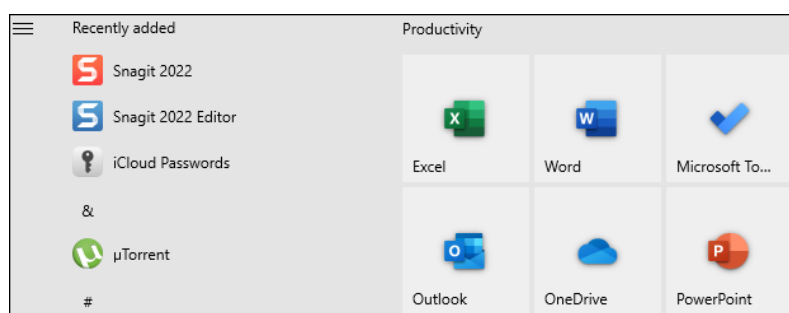 Recently added
Snagit 2022
Snagit 2022 Editor
iCloud Passwords
&
µTorrent
#
Productivity
Excel
Word
Microsoft To...
Outlook
OneDrive
PowerPoint